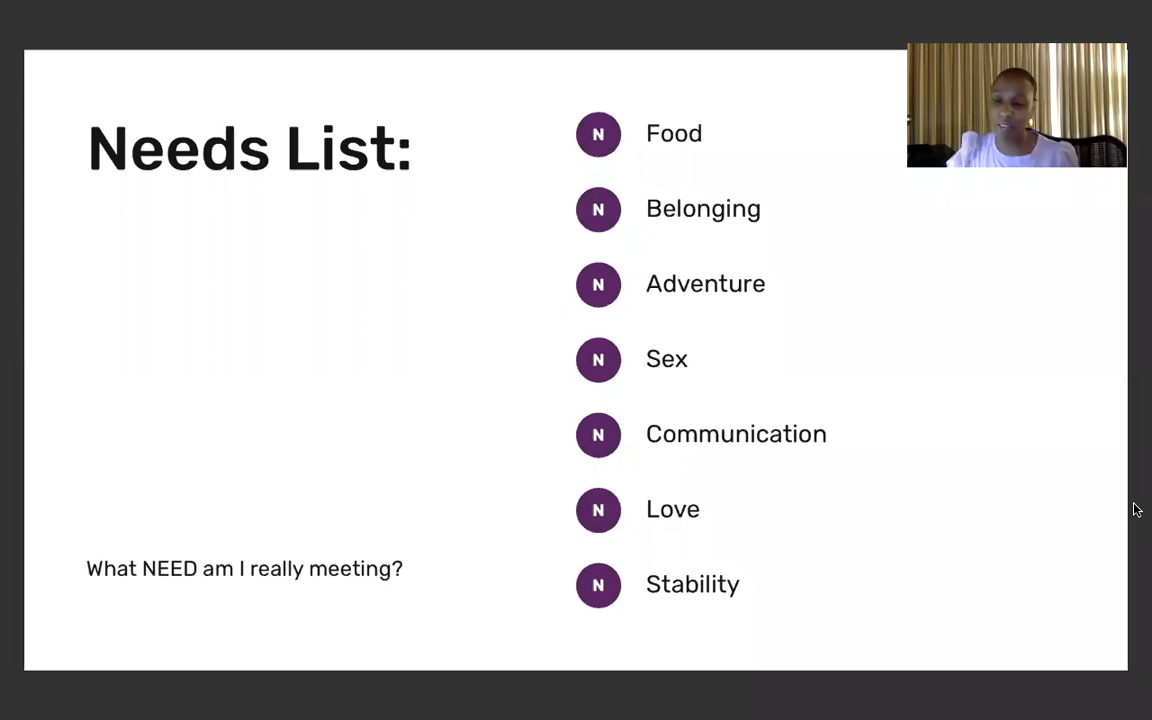 Needs List:
What NEED am I really meeting?
N Food
N Belonging
N Adventure
N Sex
N Communication
N Love
N Stability